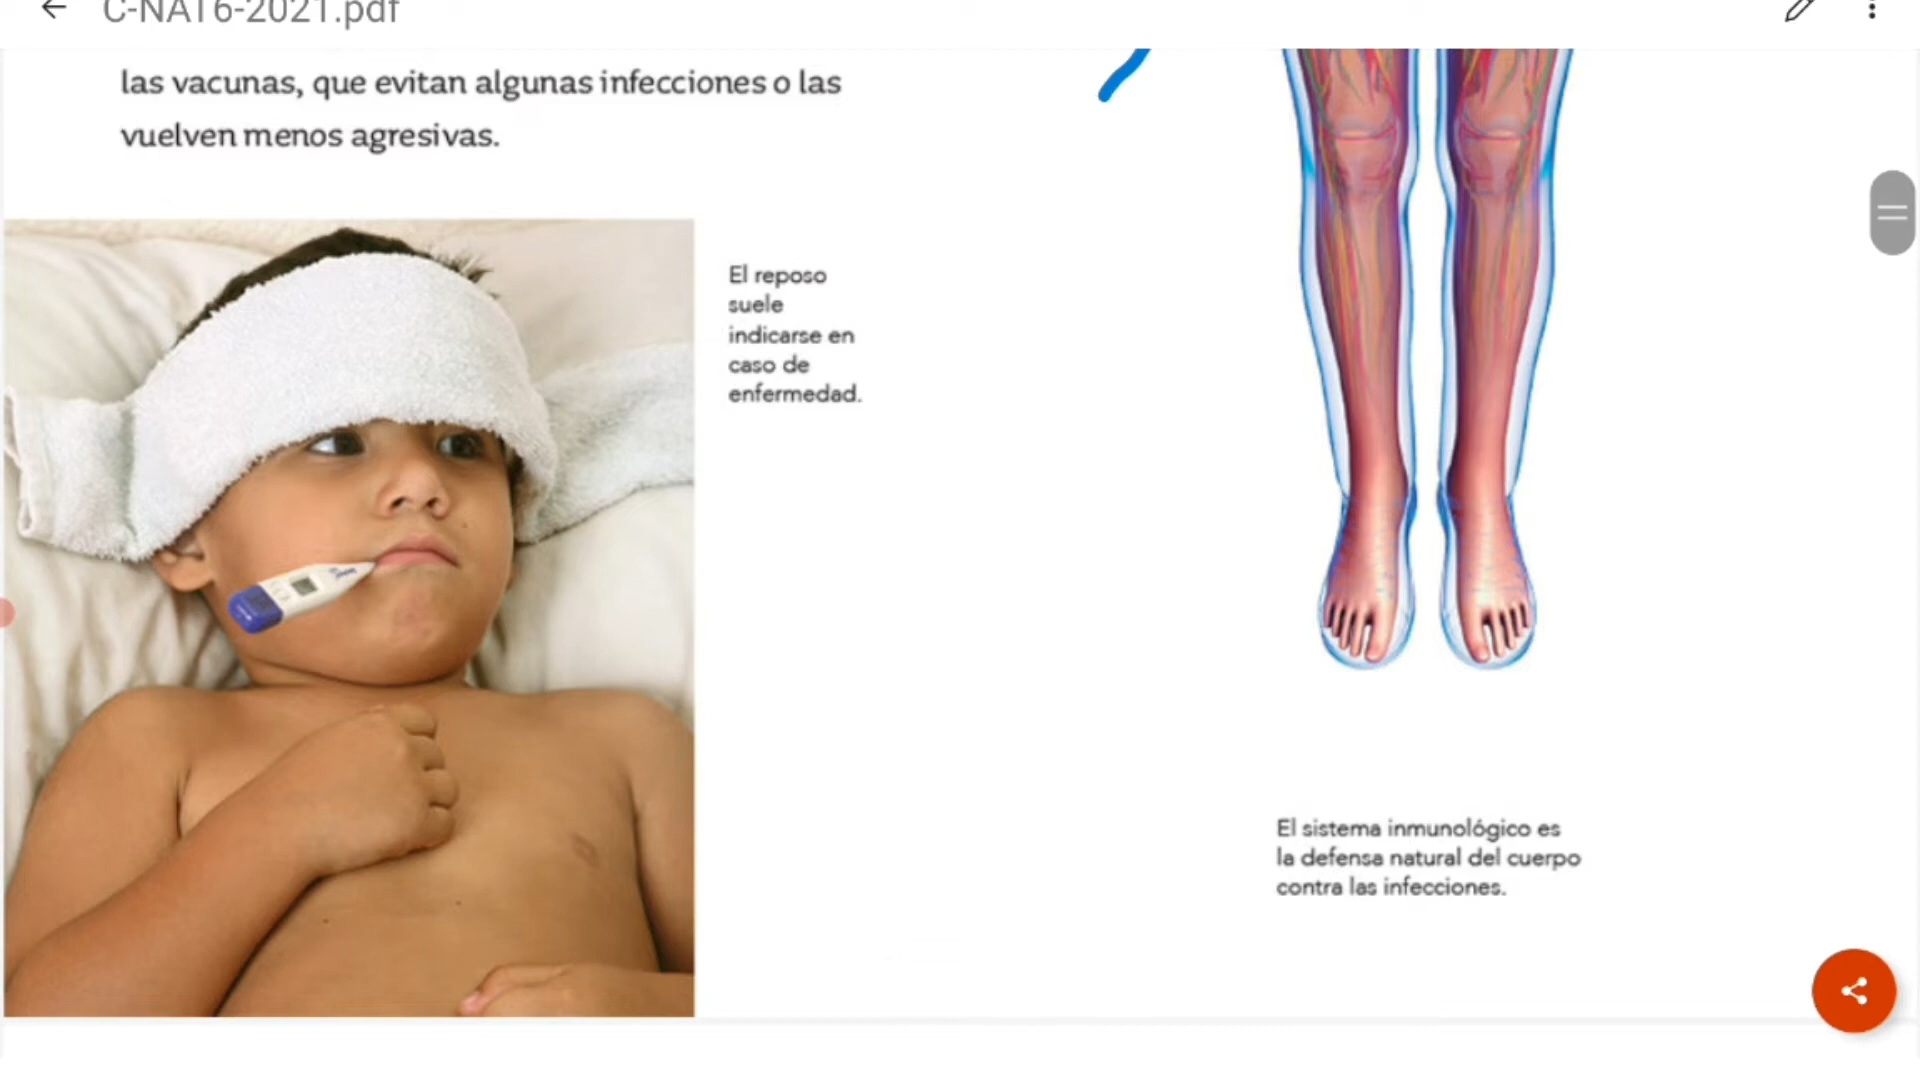 C-NAT6-2021.pdf
las vacunas, que evitan algunas infecciones o las
vuelven menos agresivas.
El reposo
suele
indicarse en
caso de
enfermedad.
El sistema inmunológico es
la defensa natural del cuerpo
contra las infecciones.